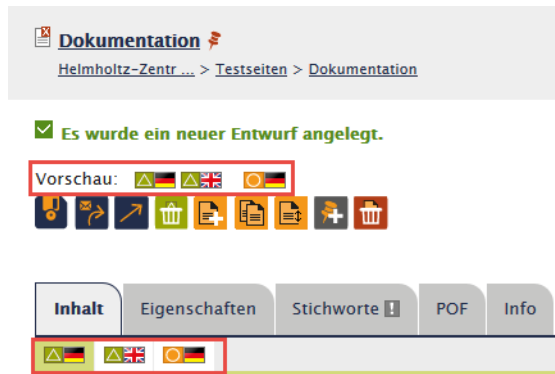 Dokumentation
Helmholtz-Zentr ... > Testseiten > Dokumentation
Es wurde ein neuer Entwurf angelegt.
Vorschau:
Inhalt Eigenschaften Stichworte ! POF Info